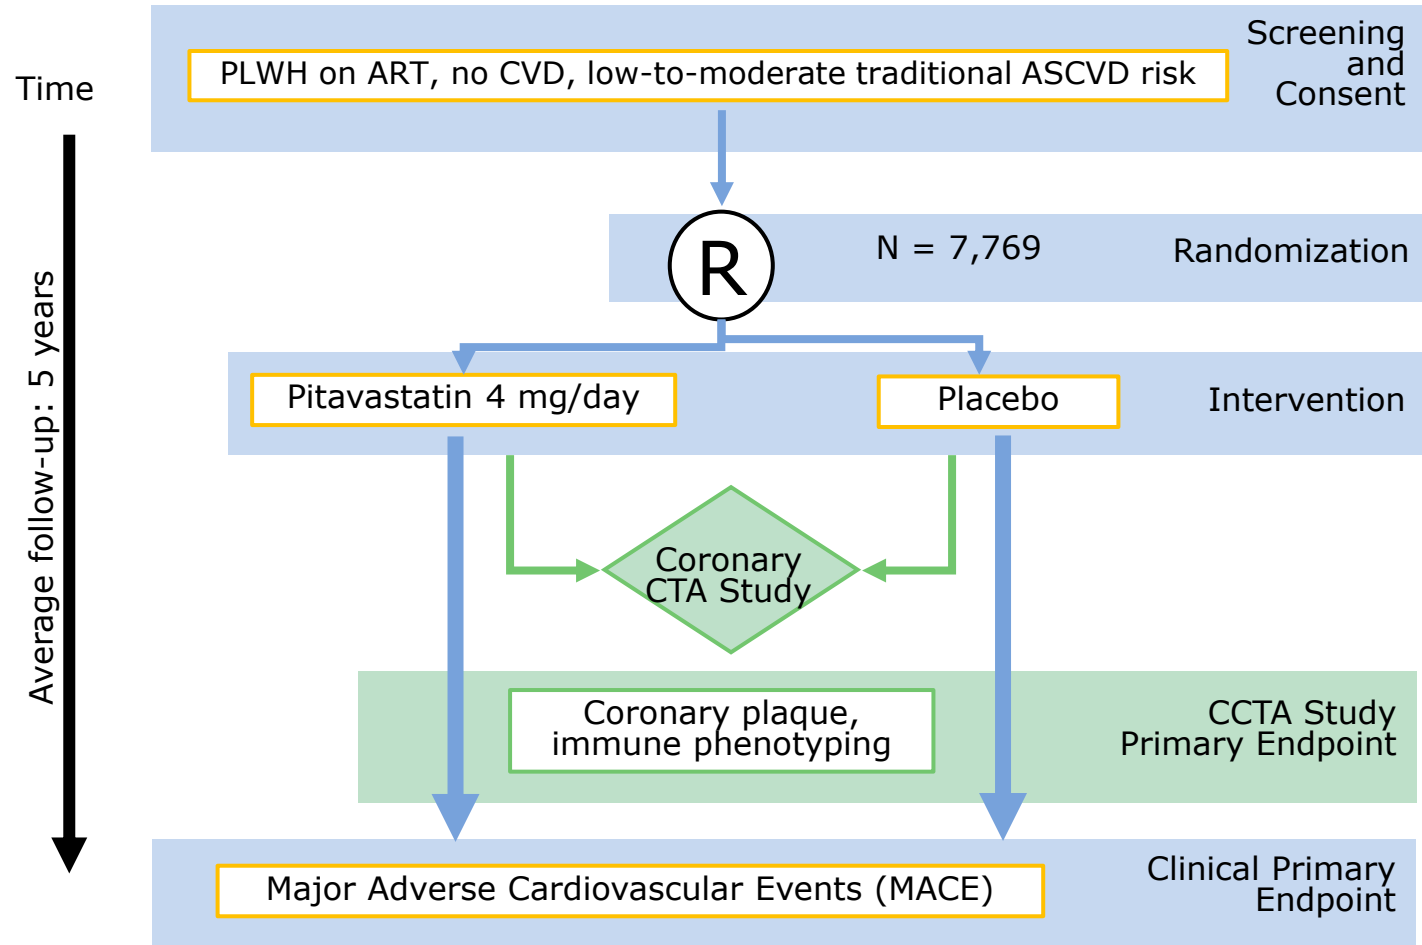 Screening
and
Consent
PLWH on ART, no CVD, low-to-moderate traditional ASCVD risk
Time
R
N = 7,769
Randomization
Average follow-up: 5 years
Pitavastatin 4 mg/day
Placebo
Intervention
Coronary
CTA Study
Coronary plaque,
immune phenotyping
CCTA Study
Primary Endpoint
Major Adverse Cardiovascular Events (MACE)
Clinical Primary
Endpoint